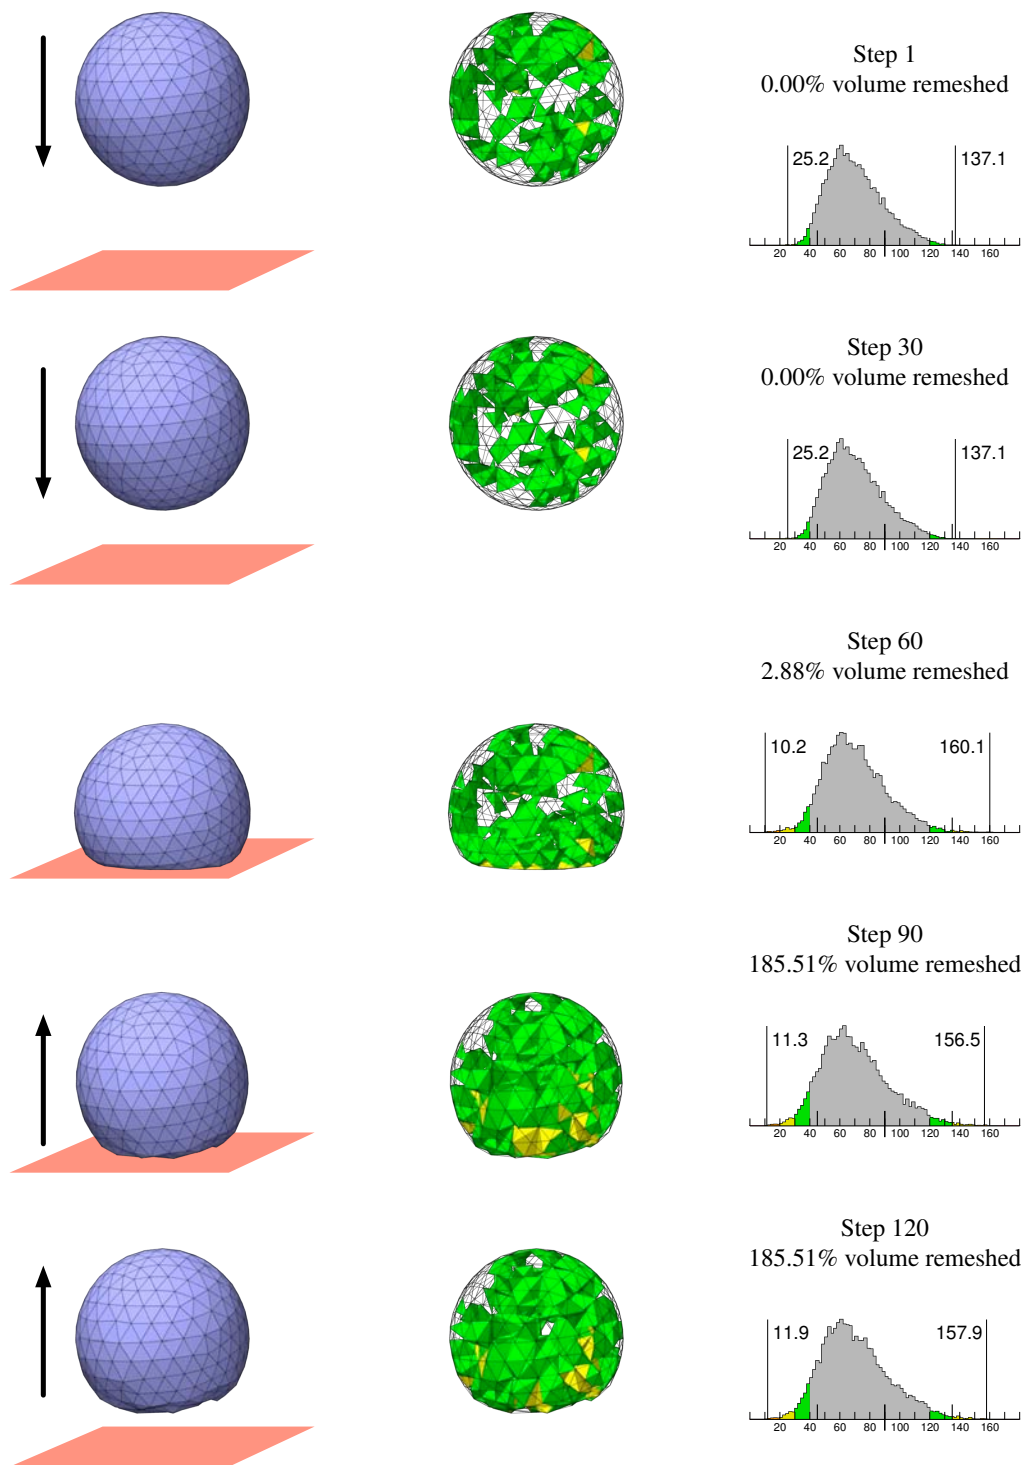 Step 1
0.00% volume remeshed
25.2 137.1
20 40 60 80 100 120 140 160
Step 30
0.00% volume remeshed
25.2 137.1
20 40 60 80 100 120 140 160
Step 60
2.88% volume remeshed
10.2 160.1
20 40 60 80 100 120 140 160
Step 90
185.51% volume remeshed
11.3 156.5
20 40 60 80 100 120 140 160
Step 120
185.51% volume remeshed
11.9 157.9
20 40 60 80 100 120 140 160